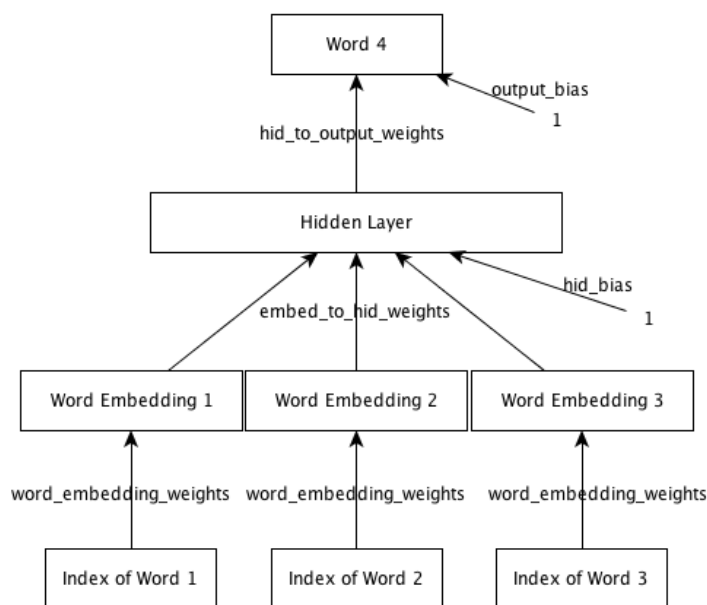 Word 4
output_bias
1
hid_to_output_weights
Hidden Layer
hid_bias
embed_to_hid_weights
1
Word Embedding 1
Word Embedding 2
Word Embedding 3
word_embedding_weights
word_embedding_weights
word_embedding_weights
Index of Word 1
Index of Word 2
Index of Word 3